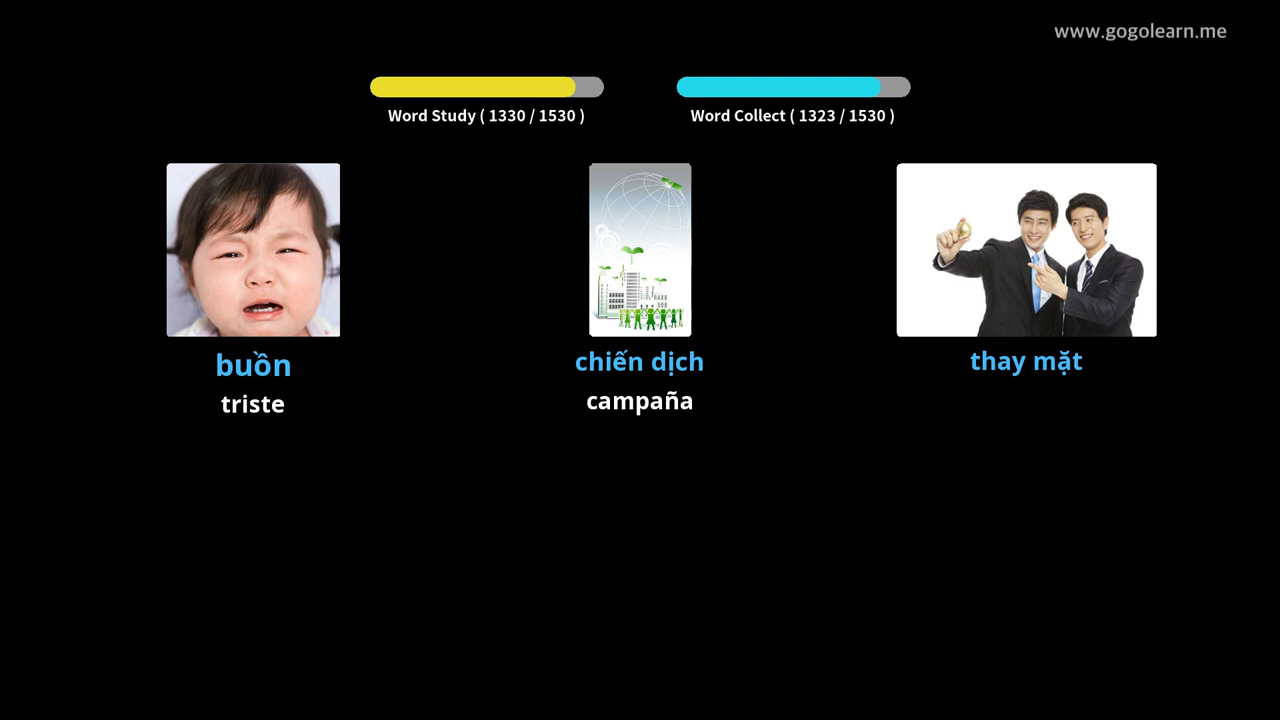 www.gogolearn.me
Word Study ( 1330 / 1530 )
Word Collect ( 1323 / 1530 )
buồn
triste
chiến dịch
campaña
thay mặt